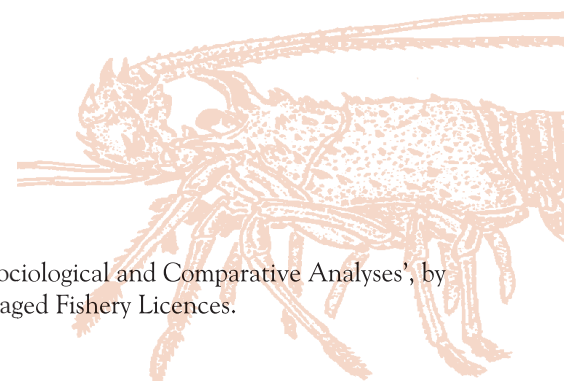 ociological and Comparative Analyses’, by
aged Fishery Licences.